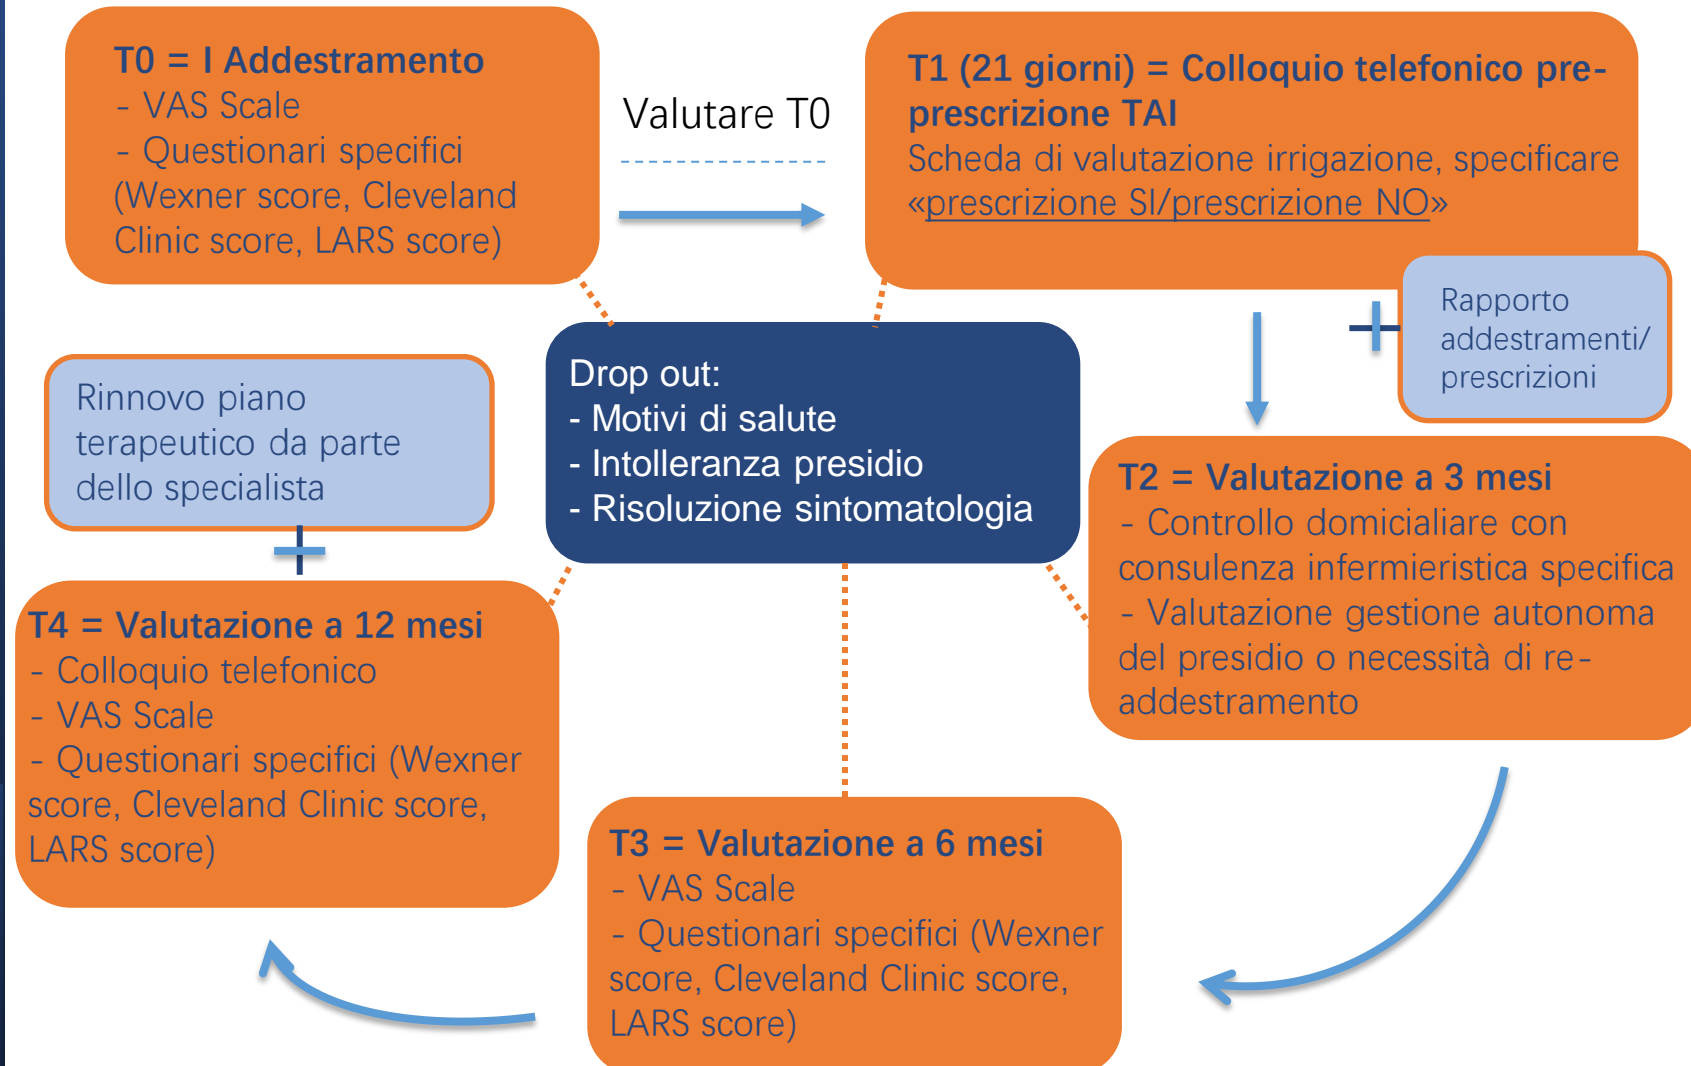 T0 = I Addestramento
- VAS Scale
- Questionari specifici
(Wexner score, Cleveland
Clinic score, LARS score)
Valutare T0
T1 (21 giorni) = Colloquio telefonico pre-
prescrizione TAI
Scheda di valutazione irrigazione, specificare
«prescrizione SI/prescrizione NO»
Rapporto
addestramenti/
prescrizioni
Drop out:
- Motivi di salute
- Intolleranza presidio
- Risoluzione sintomatologia
Rinnovo piano
terapeutico da parte
dello specialista
T2 = Valutazione a 3 mesi
- Controllo domicialiare con
consulenza infermieristica specifica
- Valutazione gestione autonoma
del presidio o necessità di re-
addestramento
T4 = Valutazione a 12 mesi
- Colloquio telefonico
- VAS Scale
- Questionari specifici (Wexner
score, Cleveland Clinic score,
LARS score)
T3 = Valutazione a 6 mesi
- VAS Scale
- Questionari specifici (Wexner
score, Cleveland Clinic score,
LARS score)